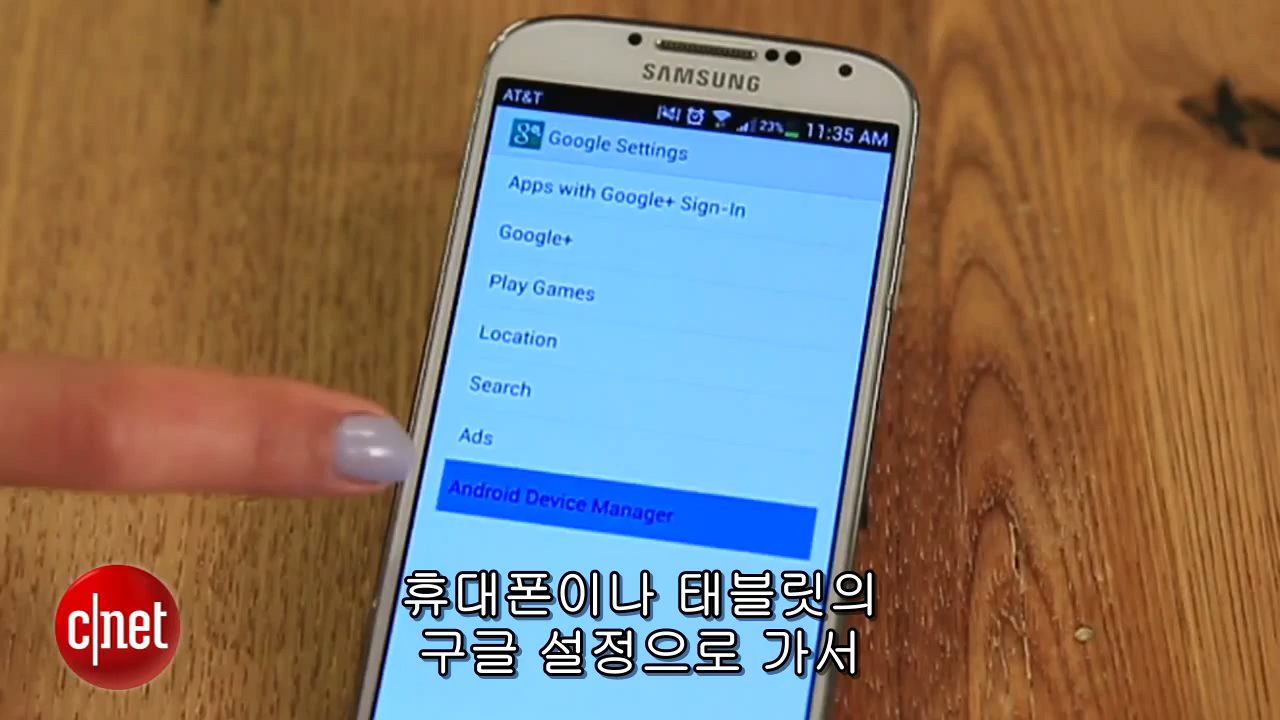 SAMSUNG
AT&T 23% 11:35 AM
Google Settings
Apps with Google+ Sign-In
Google+
Play Games
Location
Search
Ads
Android Device Manager
휴대폰이나 태블릿의
구글 설정으로 가서
c|net